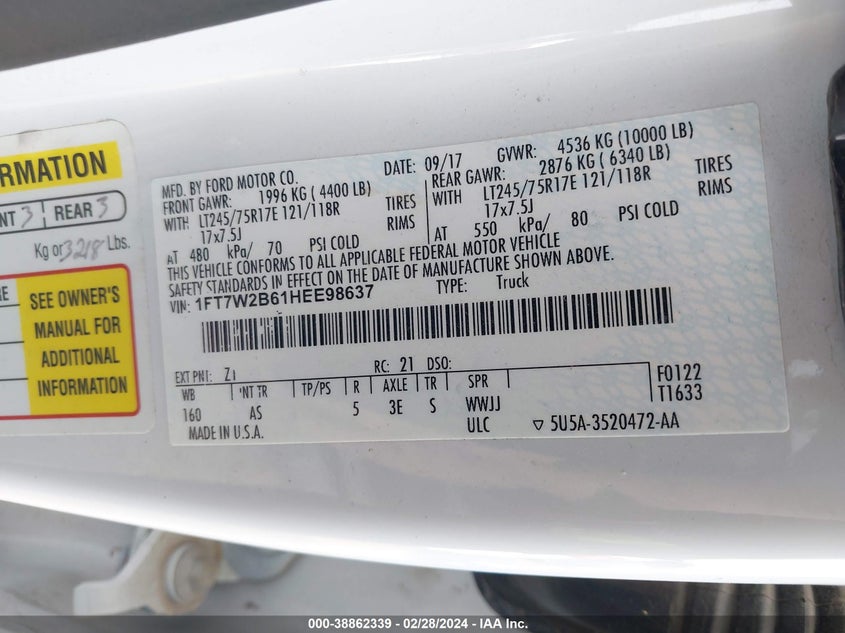 RMATION
NT 3 REAR 3
Kg or 3218 Lbs.
RE
SEE OWNER'S
MANUAL FOR
ADDITIONAL
INFORMATION
MFD. BY FORD MOTOR CO.
DATE: 09/17 GVWR: 4536 KG (10000 LB)
FRONT GAWR: 1996 KG ( 4400 LB)
REAR GAWR: 2876 KG ( 6340 LB)
WITH LT245/75R17E 121/118R TIRES
WITH LT245/75R17E 121/118R TIRES
17x7.5J RIMS
17x7.5J RIMS
AT 480 kPa/ 70 PSI COLD
AT 550 kPa/ 80 PSI COLD
THIS VEHICLE CONFORMS TO ALL APPLICABLE FEDERAL MOTOR VEHICLE
SAFETY STANDARDS IN EFFECT ON THE DATE OF MANUFACTURE SHOWN ABOVE.
VIN: 1FT7W2B61HEE98637 TYPE: Truck
EXT PNT: Z1 RC: 21 DSO:
WB INT TR TP/PS R AXLE TR SPR F0122
160 AS 5 3E S WWJJ T1633
MADE IN U.S.A. ULC ▽ 5U5A-3520472-AA
000-38862339 - 02/28/2024 - IAA Inc.